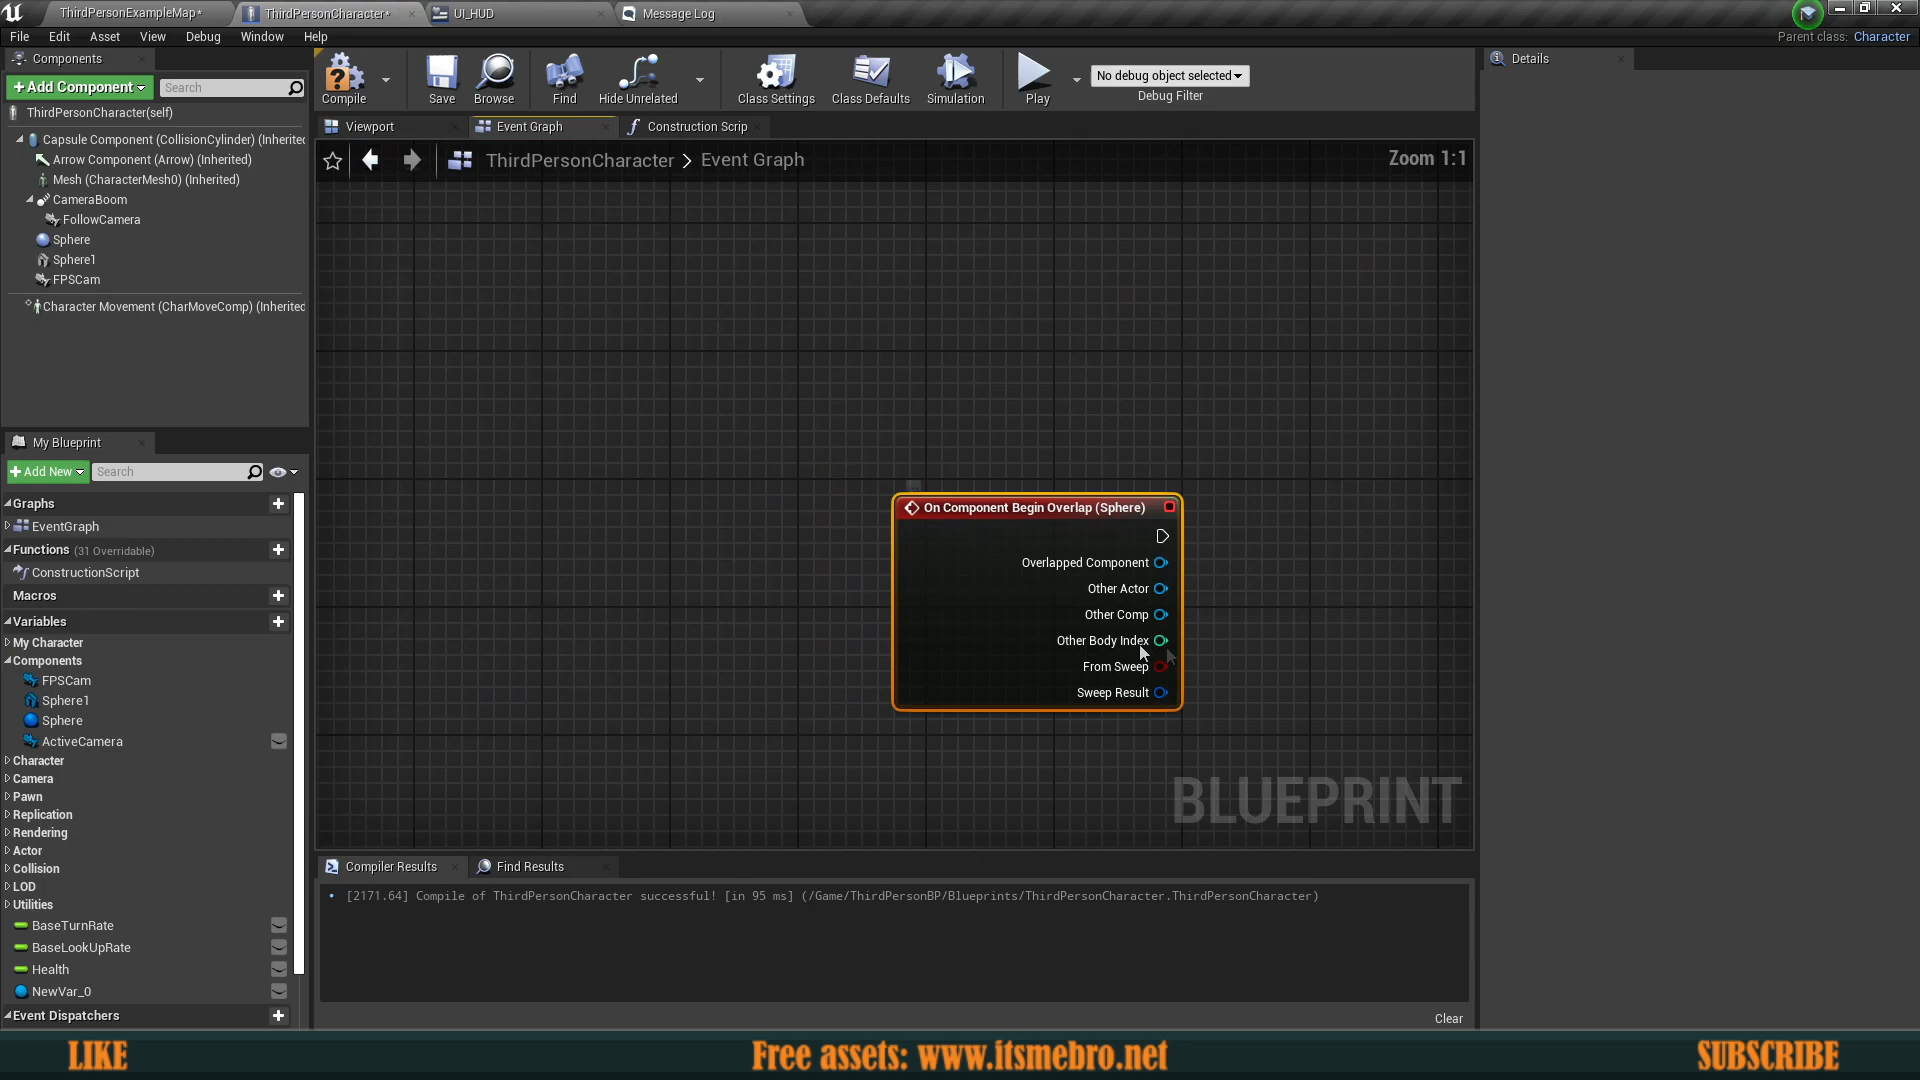 ThirdPersonExampleMap*
ThirdPersonCharacter*
UI_HUD
Message Log
File
Edit
Asset
View
Debug
Window
Help
Parent class: Character
Components
Details
+Add Component
Search
Compile
Save
Browse
Find
Hide Unrelated
Class Settings
Class Defaults
Simulation
Play
No debug object selected
Debug Filter
ThirdPersonCharacter(self)
Viewport
Event Graph
Construction Scrip
Capsule Component (CollisionCylinder) (Inherited
Arrow Component (Arrow) (Inherited)
Mesh (CharacterMesh0) (Inherited)
CameraBoom
FollowCamera
Sphere
Sphere1
FPSCam
Character Movement (CharMoveComp) (Inherited
ThirdPersonCharacter > Event Graph
Zoom 1:1
My Blueprint
+Add New
Search
Graphs
EventGraph
Functions (31 Overridable)
ConstructionScript
Macros
Variables
My Character
Components
FPSCam
Sphere1
Sphere
ActiveCamera
Character
Camera
Pawn
Replication
Rendering
Actor
Collision
LOD
Utilities
BaseTurnRate
BaseLookUpRate
Health
NewVar_0
Event Dispatchers
On Component Begin Overlap (Sphere)
Overlapped Component
Other Actor
Other Comp
Other Body Index
From Sweep
Sweep Result
BLUEPRINT
Compiler Results
Find Results
[2171.64] Compile of ThirdPersonCharacter successful! [in 95 ms] (/Game/ThirdPersonBP/Blueprints/ThirdPersonCharacter.ThirdPersonCharacter)
Clear
LIKE
Free assets: www.itsmebro.net
SUBSCRIBE